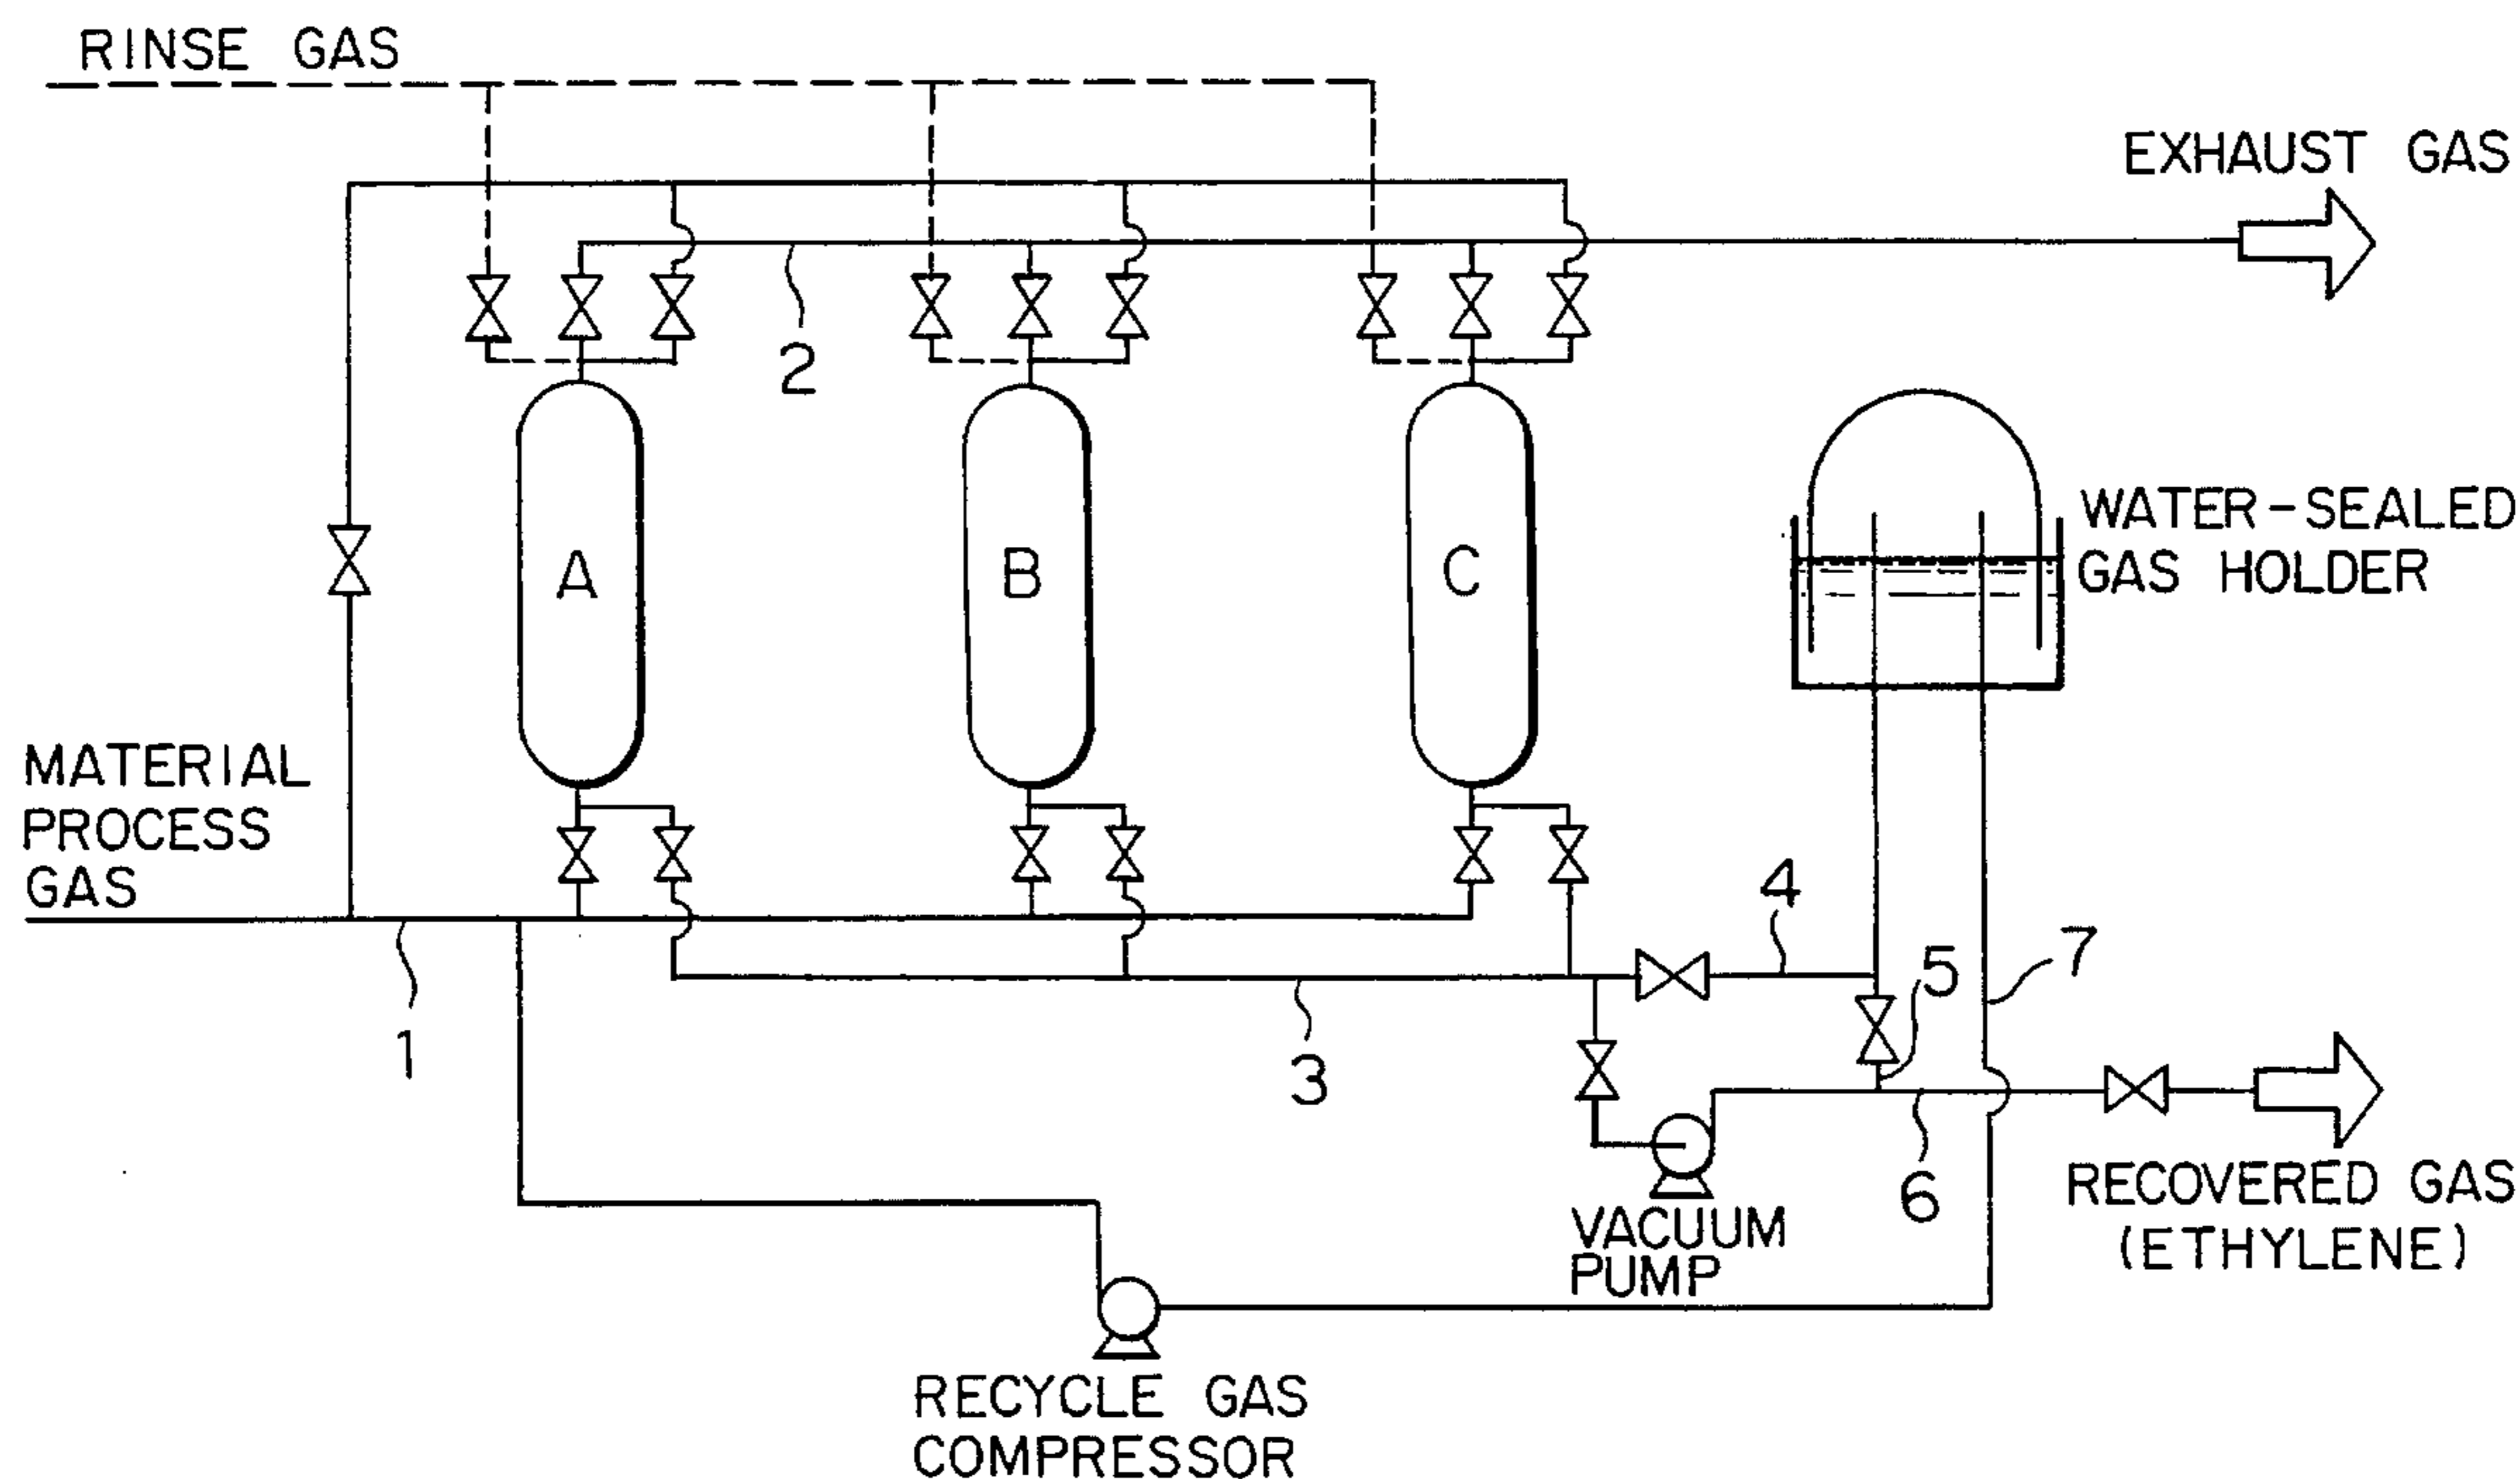 RINSE GAS
EXHAUST GAS
2
A
B
C
WATER-SEALED
GAS HOLDER
MATERIAL
PROCESS
GAS
4
5
7
1
3
6
RECOVERED GAS
(ETHYLENE)
VACUUM
PUMP
RECYCLE GAS
COMPRESSOR